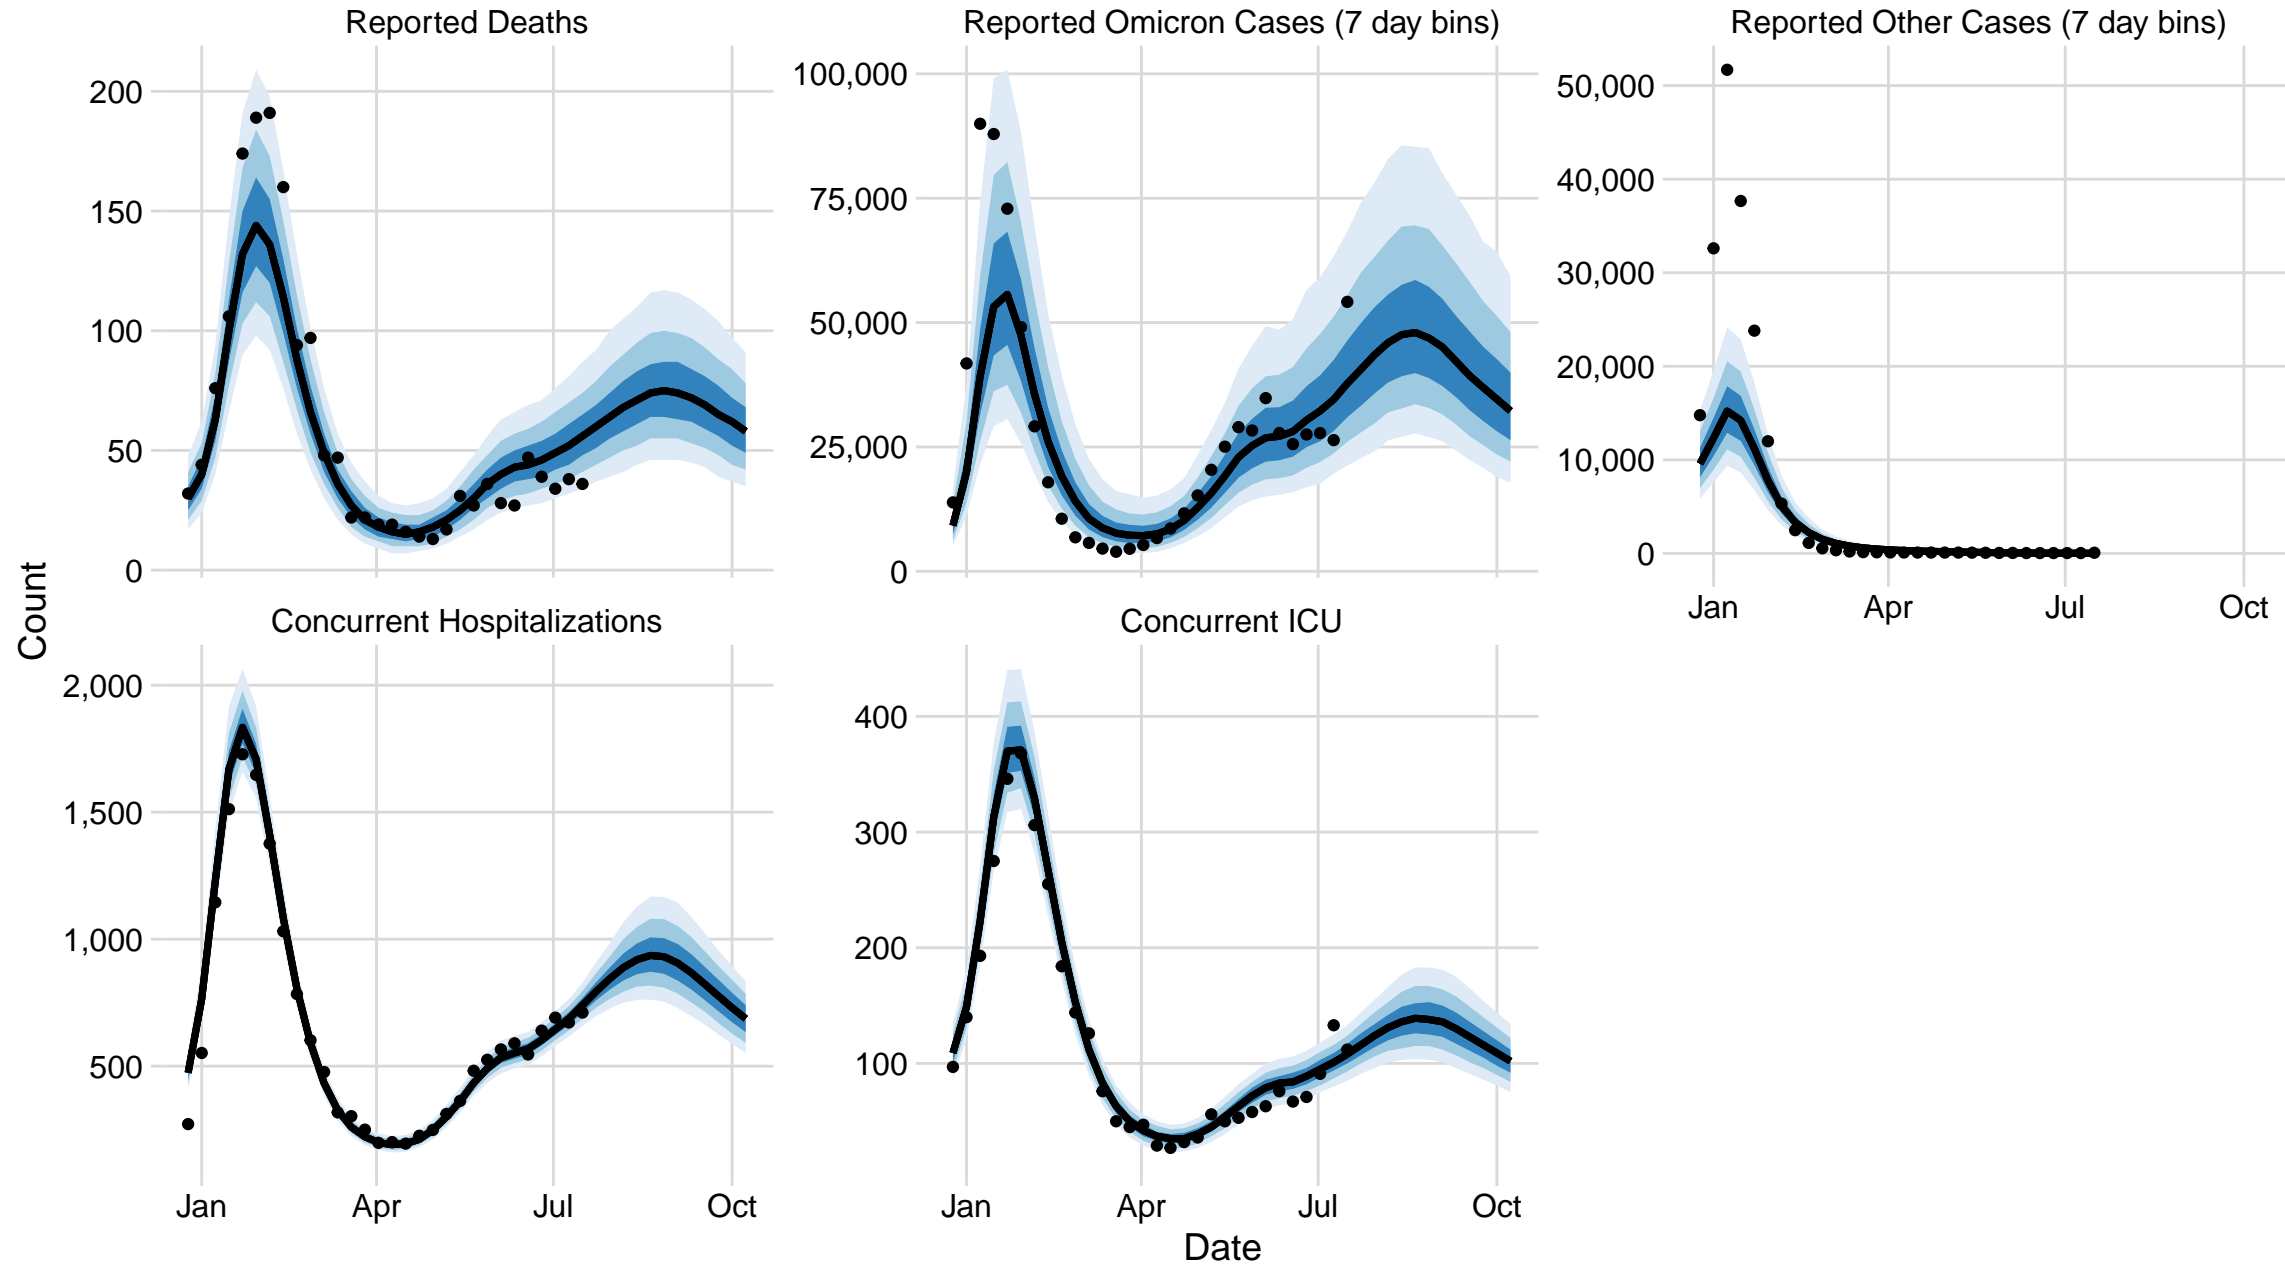 Reported Deaths
Reported Omicron Cases (7 day bins)
Reported Other Cases (7 day bins)
Count
200
150
100
50
0
100,000
75,000
50,000
25,000
0
50,000
40,000
30,000
20,000
10,000
0
Jan Apr Jul Oct
Concurrent Hospitalizations
Concurrent ICU
2,000
1,500
1,000
500
400
300
200
100
Jan Apr Jul Oct
Jan Apr Jul Oct
Date